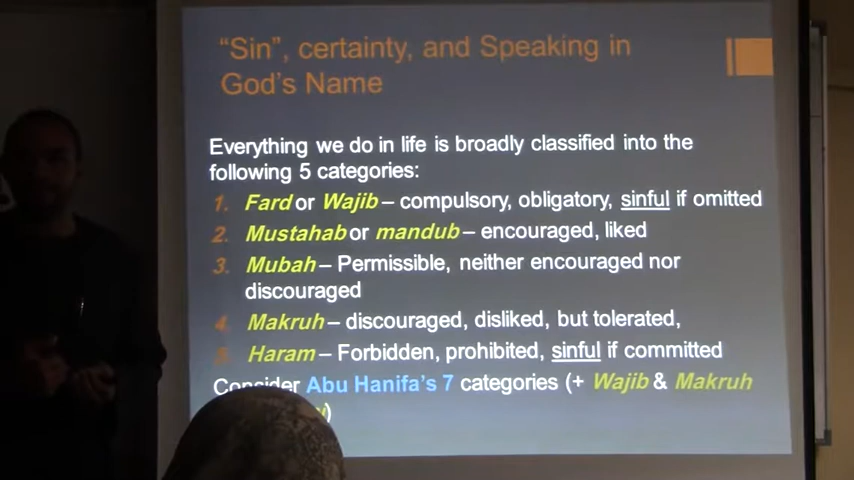 “Sin”, certainty, and Speaking in
God’s Name
Everything we do in life is broadly classified into the
following 5 categories:
1. Fard or Wajib – compulsory, obligatory, sinful if omitted
2. Mustahab or mandub – encouraged, liked
3. Mubah – Permissible, neither encouraged nor
discouraged
4. Makruh – discouraged, disliked, but tolerated,
5. Haram – Forbidden, prohibited, sinful if committed
Consider Abu Hanifa’s 7 categories (+ Wajib & Makruh
)